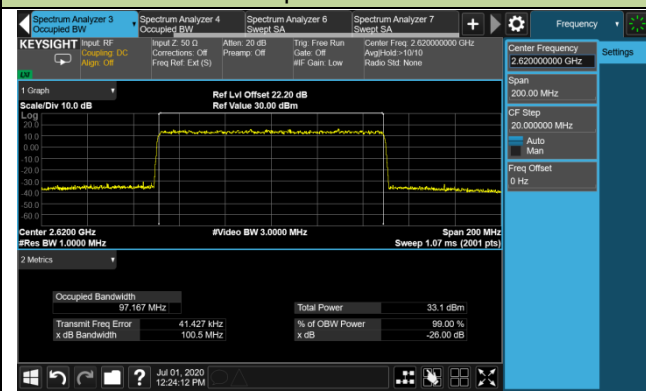 Spectrum Analyzer 3
Occupied BW
Spectrum Analyzer 4
Occupied BW
Spectrum Analyzer 6
Swept SA
Spectrum Analyzer 7
Swept SA
Frequency
KEYSIGHT
Input: RF
Coupling: DC
Align: Off
Input Z: 50 Ω
Corrections: Off
Freq Ref: Ext (S)
Atten: 20 dB
Preamp: Off
Trig: Free Run
Gate: Off
#IF Gain: Low
Center Freq: 2.620000000 GHz
Avg|Hold:>10/10
Radio Std: None
LXI
1 Graph
Scale/Div 10.0 dB
Ref Lvl Offset 22.20 dB
Ref Value 30.00 dBm
Log
20.0
10.0
0.00
-10.0
-20.0
-30.0
-40.0
-50.0
-60.0
Center 2.6200 GHz
#Res BW 1.0000 MHz
#Video BW 3.0000 MHz
Span 200 MHz
Sweep 1.07 ms (2001 pts)
2 Metrics
Occupied Bandwidth
97.167 MHz
Total Power 33.1 dBm
Transmit Freq Error 41.427 kHz
% of OBW Power 99.00 %
x dB Bandwidth 100.5 MHz
x dB -26.00 dB
Center Frequency
2.620000000 GHz
Settings
Span
200.00 MHz
CF Step
20.000000 MHz
Auto
Man
Freq Offset
0 Hz
?
Jul 01, 2020
12:24:12 PM